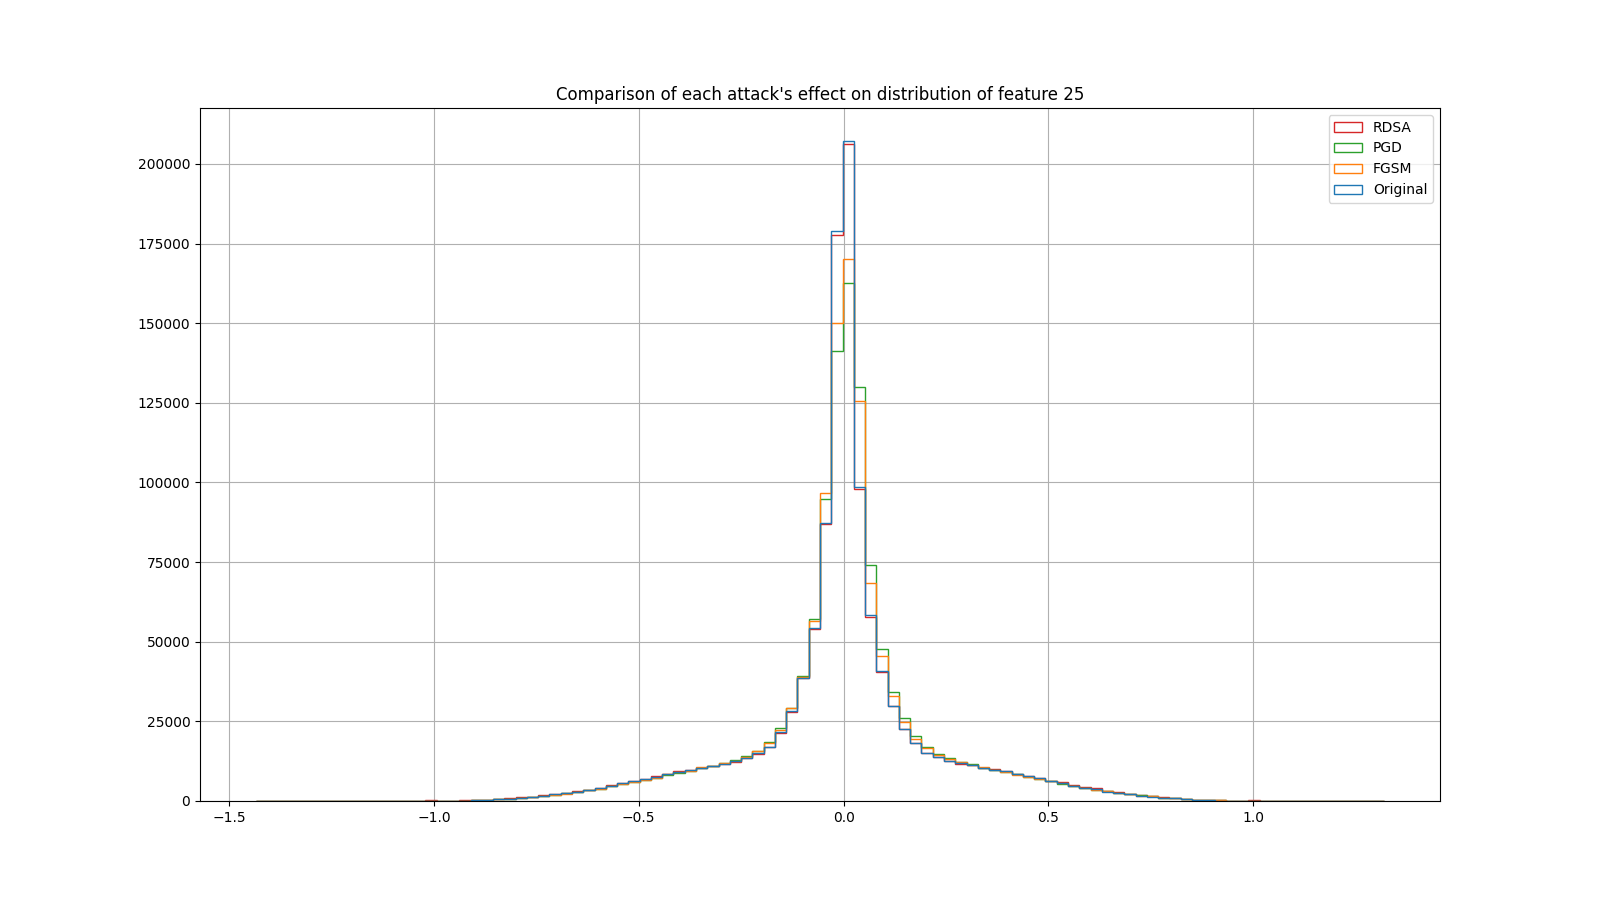 Comparison of each attack's effect on distribution of feature 25
RDSA
PGD
FGSM
Original
200000
175000
150000
125000
100000
75000
50000
25000
0
−1.5 −1.0 −0.5 0.0 0.5 1.0